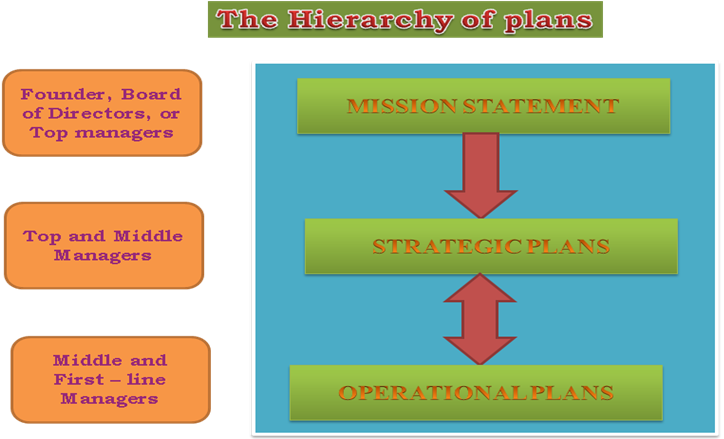 The Hierarchy of plans
Founder, Board
of Directors, or
Top managers
MISSION STATEMENT
Top and Middle
Managers
STRATEGIC PLANS
Middle and
First – line
Managers
OPERATIONAL PLANS